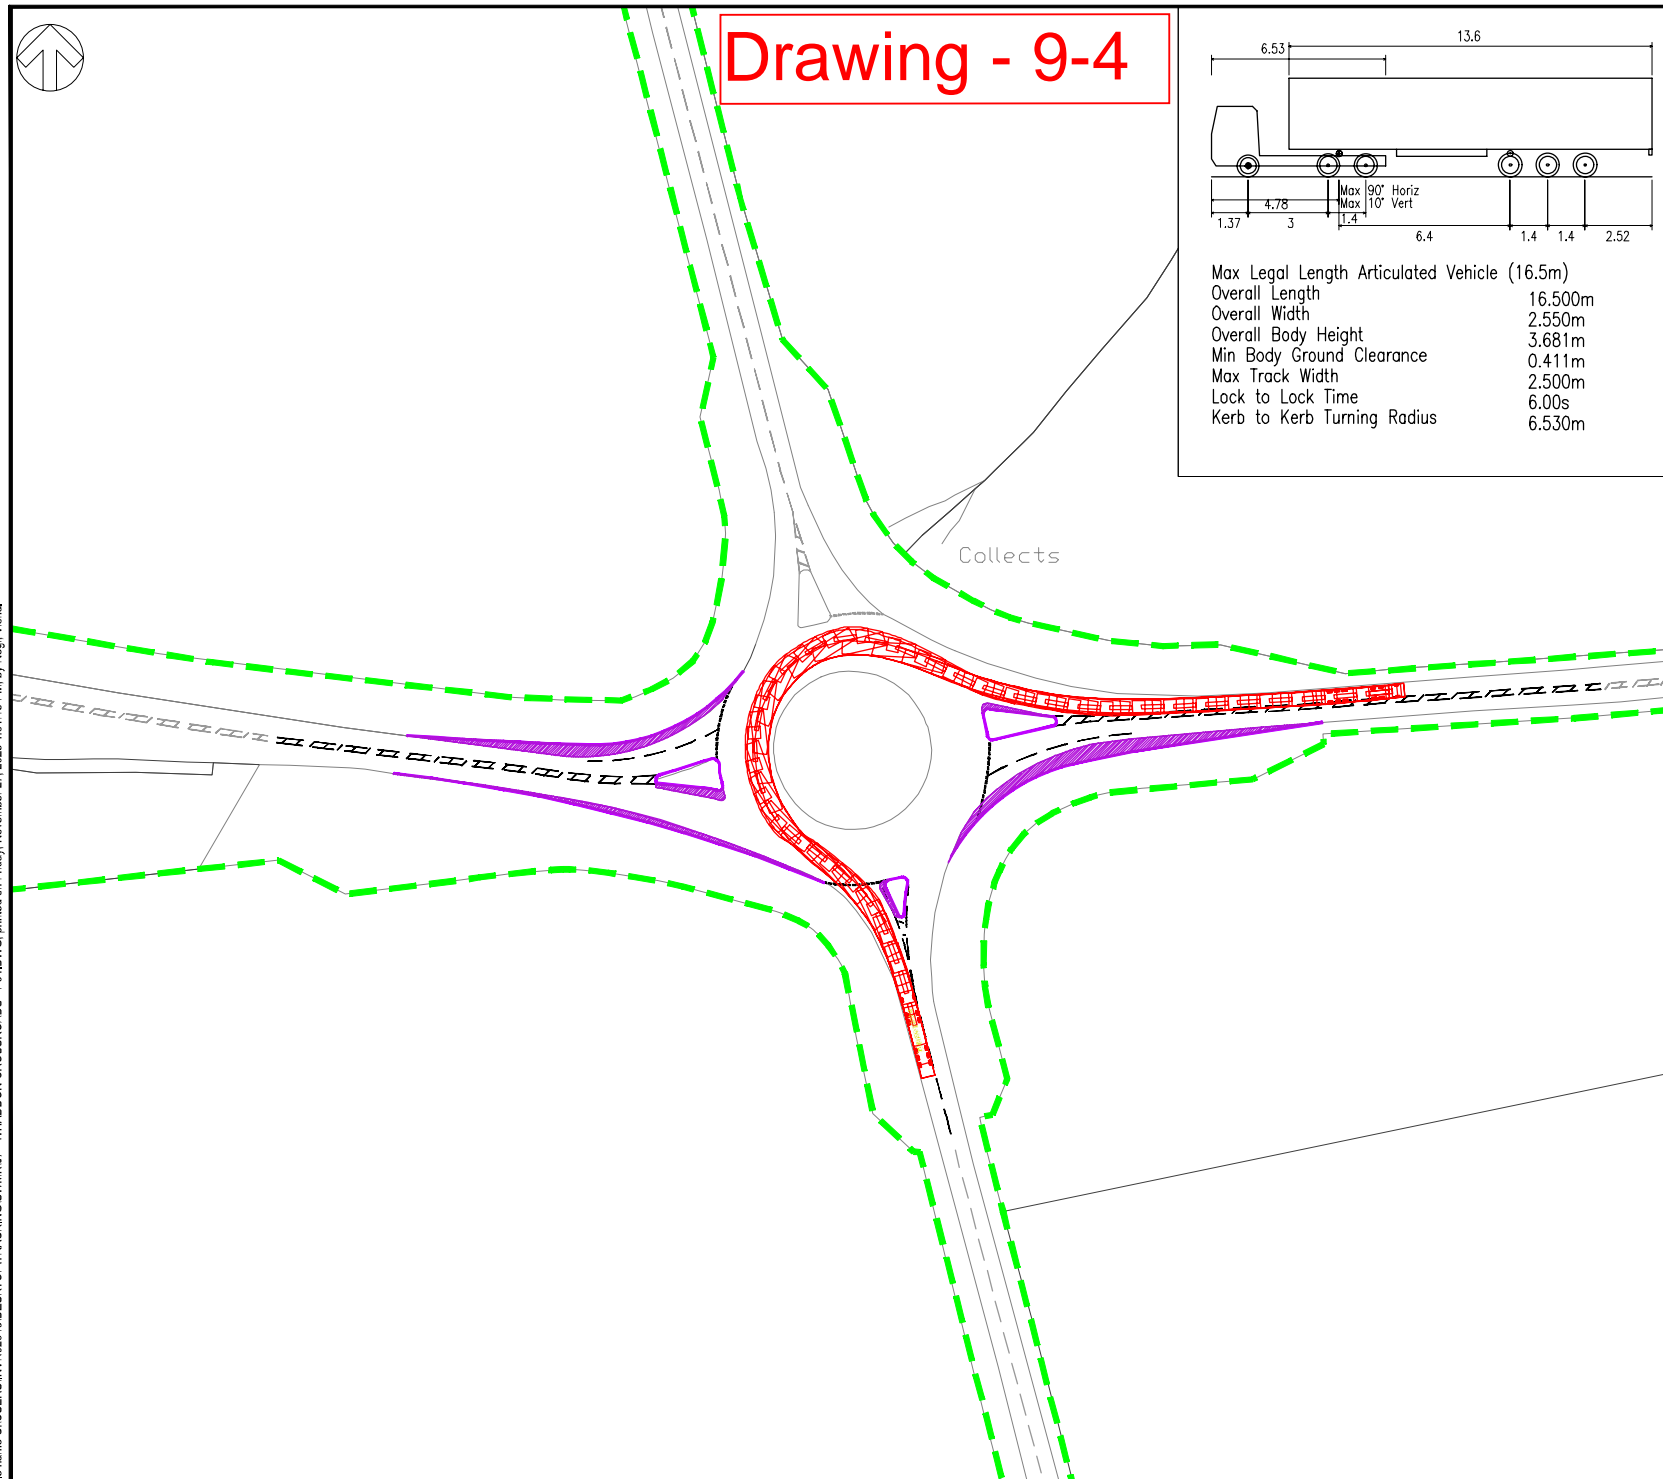 Drawing - 9-4
13.6
6.53
Max 90° Horiz
Max 10° Vert
4.78
1.37
3
1.4
6.4
1.4
1.4
2.52
Max Legal Length Articulated Vehicle (16.5m)
Overall Length 16.500m
Overall Width 2.550m
Overall Body Height 3.681m
Min Body Ground Clearance 0.411m
Max Track Width 2.500m
Lock to Lock Time 6.00s
Kerb to Kerb Turning Radius 6.530m
Collects